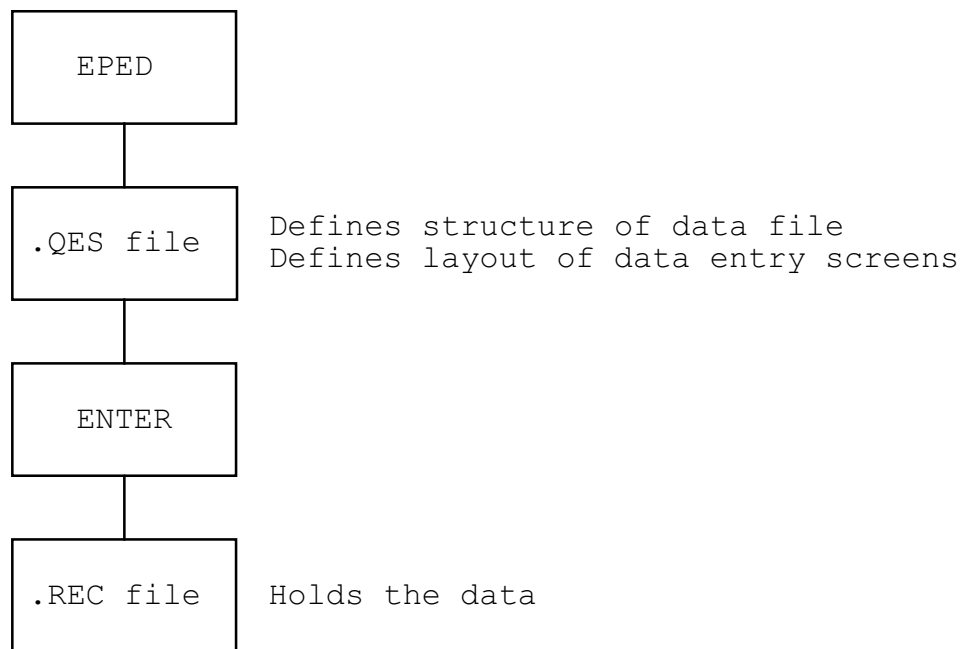 EPED
.QES file
Defines structure of data file
Defines layout of data entry screens
ENTER
.REC file
Holds the data